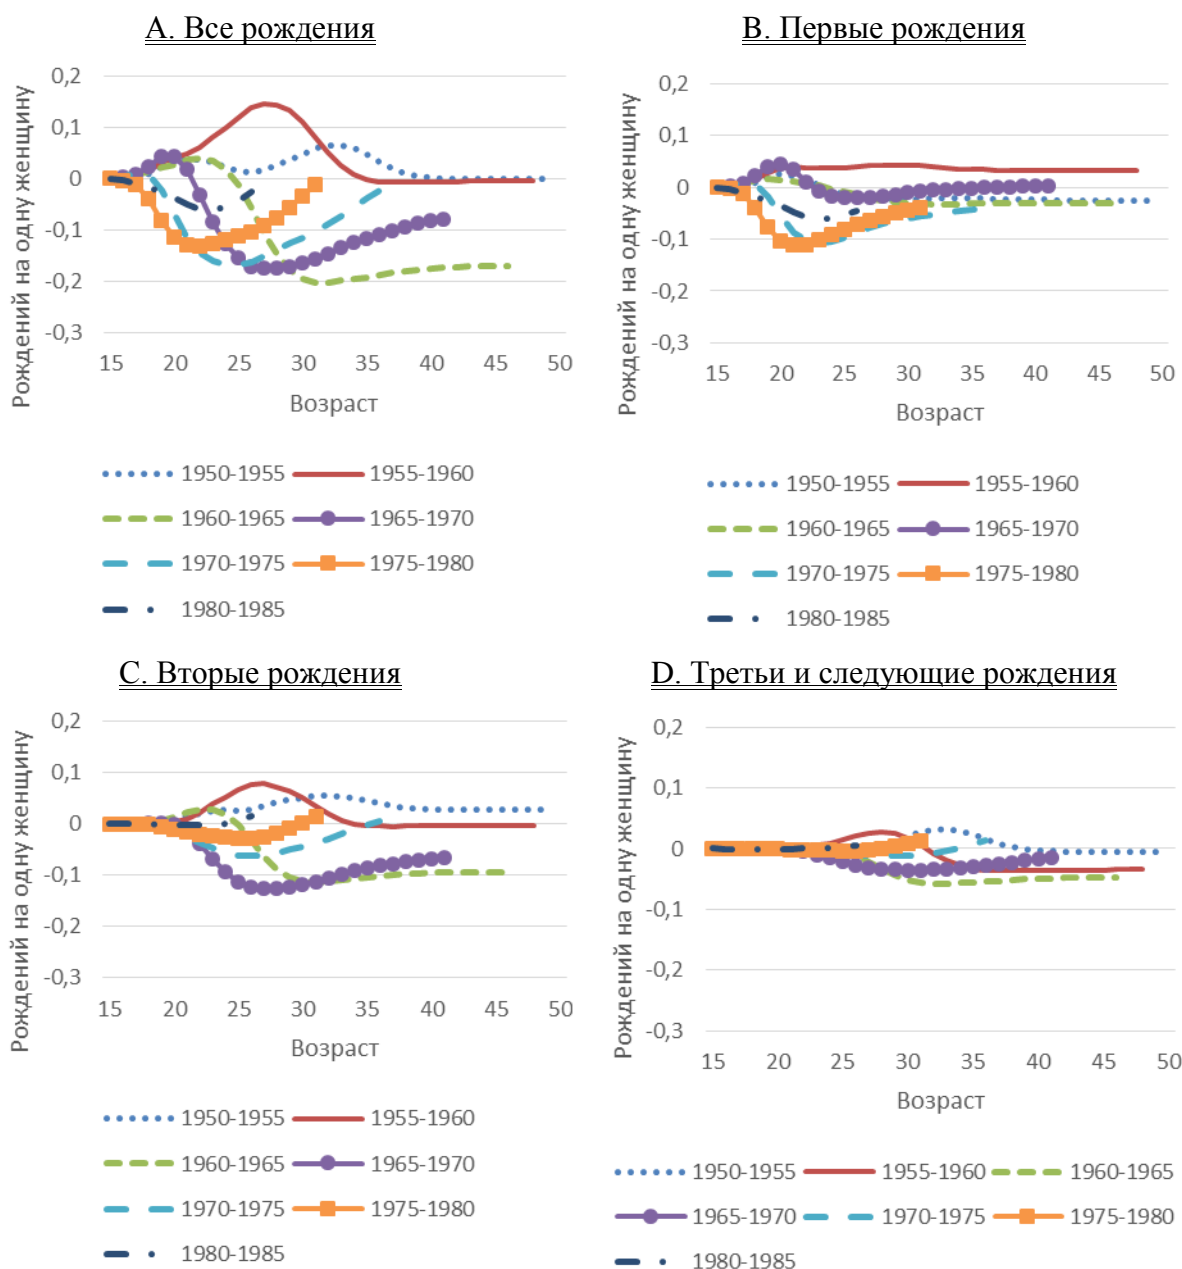 А. Все рождения
Рождений на одну женщину
0,2
0,1
0
-0,1
-0,2
-0,3
15 20 25 30 35 40 45 50
Возраст
1950-1955 1955-1960
1960-1965 1965-1970
1970-1975 1975-1980
1980-1985
В. Первые рождения
Рождений на одну женщину
0,2
0,1
0
-0,1
-0,2
-0,3
15 20 25 30 35 40 45 50
Возраст
1950-1955 1955-1960
1960-1965 1965-1970
1970-1975 1975-1980
1980-1985
С. Вторые рождения
Рождений на одну женщину
0,2
0,1
0
-0,1
-0,2
-0,3
15 20 25 30 35 40 45 50
Возраст
1950-1955 1955-1960
1960-1965 1965-1970
1970-1975 1975-1980
1980-1985
D. Третьи и следующие рождения
Рождений на одну женщину
0,2
0,1
0
-0,1
-0,2
-0,3
15 20 25 30 35 40 45 50
Возраст
1950-1955 1955-1960 1960-1965
1965-1970 1970-1975 1975-1980
1980-1985